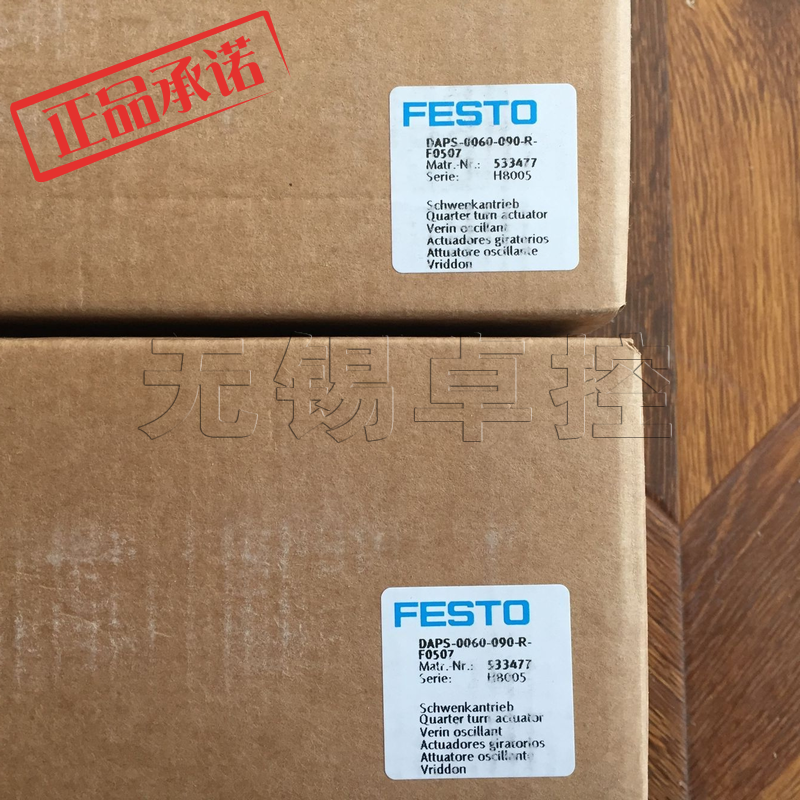 正品承诺
FESTO
DAPS-0060-090-R-
F0507
Matr.-Nr.: 533477
Serie: H8005
Schwenkantrieb
Quarter turn actuator
Verin oscillant
Actuadores giratorios
Attuatore oscillante
Vriddon
无锡卓控
FESTO
DAPS-0060-090-R-
F0507
Matr.-Nr.: 533477
Serie: H8005
Schwenkantrieb
Quarter turn actuator
Verin oscillant
Actuadores giratorios
Attuatore oscillante
Vriddon